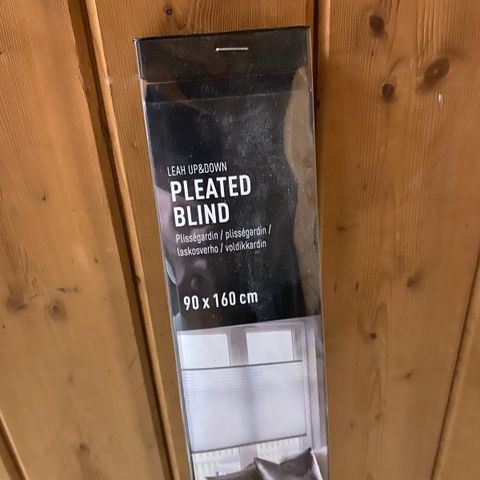 LEAH UP&DOWN
PLEATED
BLIND
Plisségardin / plisségardin /
laskosverho / voldikkardin
90 x 160 cm